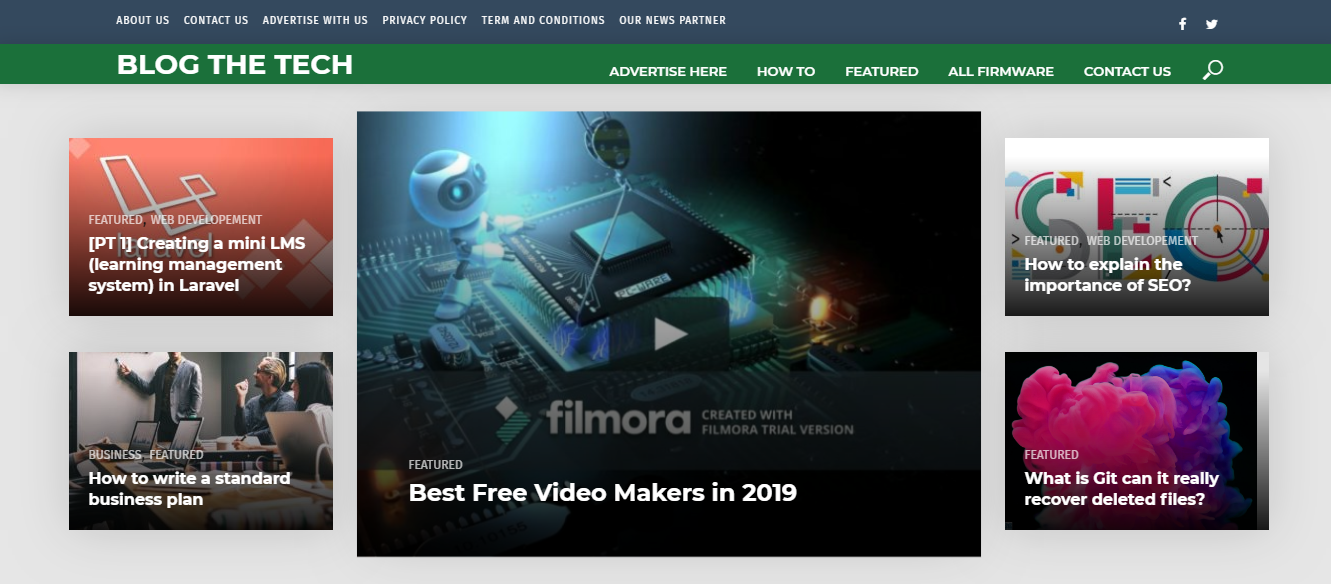 ABOUT US CONTACT US ADVERTISE WITH US PRIVACY POLICY TERM AND CONDITIONS OUR NEWS PARTNER
BLOG THE TECH
ADVERTISE HERE HOW TO FEATURED ALL FIRMWARE CONTACT US
laravel
FEATURED, WEB DEVELOPEMENT
[PT 1] Creating a mini LMS
(learning management
system) in Laravel
BUSINESS, FEATURED
How to write a standard
business plan
PC-WARE
filmora
CREATED WITH
FILMORA TRIAL VERSION
FEATURED
Best Free Video Makers in 2019
SEO
FEATURED, WEB DEVELOPEMENT
How to explain the
importance of SEO?
FEATURED
What is Git can it really
recover deleted files?